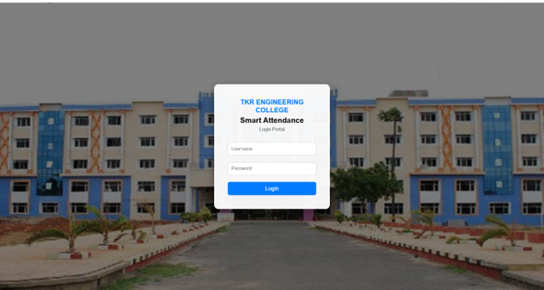 TKR ENGINEERING
COLLEGE
Smart Attendance
Login Portal
Username
Password
Login